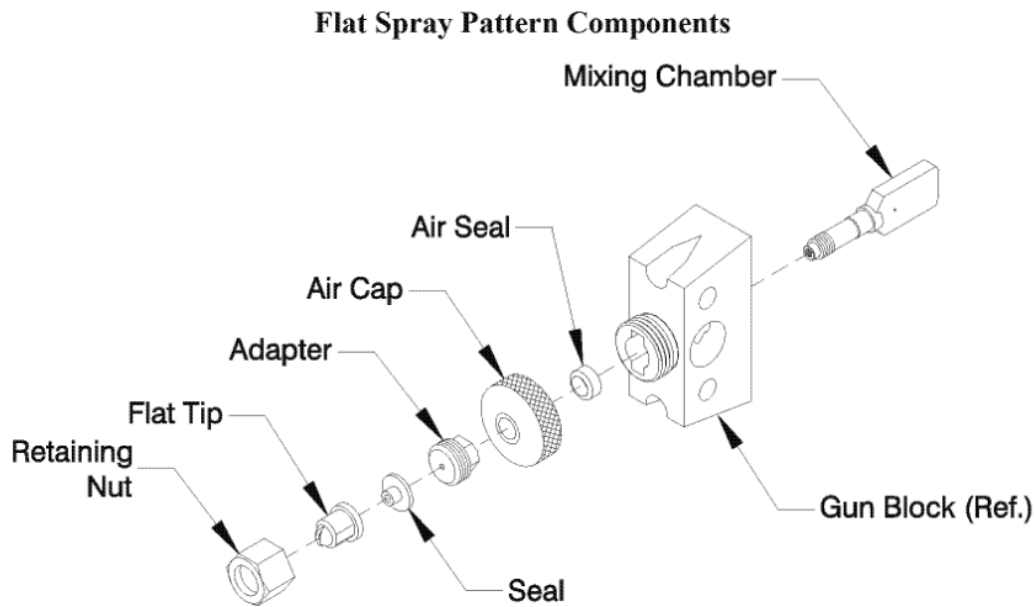 Flat Spray Pattern Components
Mixing Chamber
Air Seal
Air Cap
Adapter
Flat Tip
Retaining
Nut
Gun Block (Ref.)
Seal